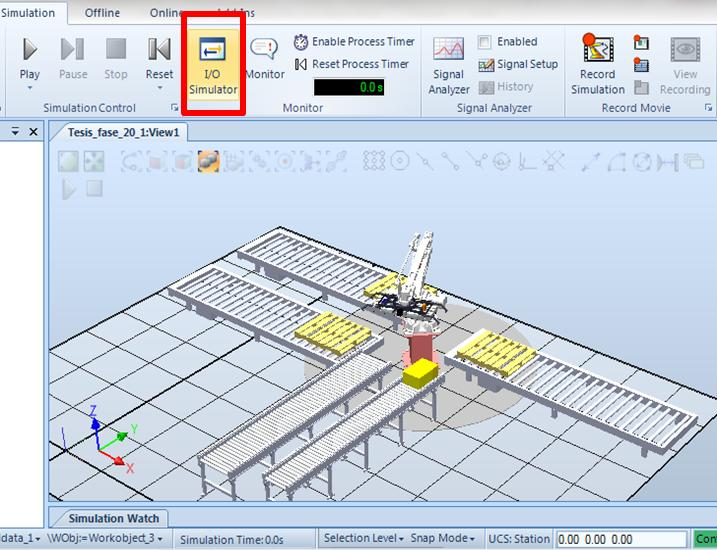 Simulation Offline Online Add-Ins
Play Pause Stop Reset
I/O
Simulator
Monitor
Enable Process Timer
Reset Process Timer
0.0 s
Signal
Analyzer
Enabled
Signal Setup
History
Record
Simulation
View
Recording
Simulation Control Monitor Signal Analyzer Record Movie
Tesis_fase_20_1:View1
Z
Y
X
Simulation Watch
idata_1 \WObj:=Workobject_3 Simulation Time:0.0s Selection Level Snap Mode UCS: Station 0.00 0.00 0.00 Con